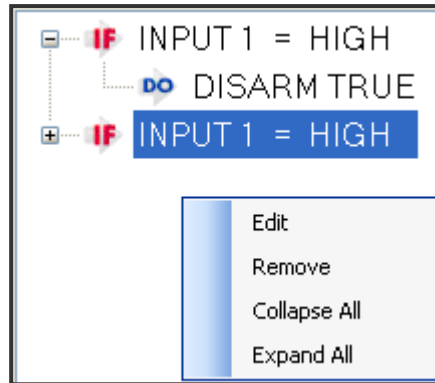 IF INPUT 1 = HIGH
DO DISARM TRUE
IF INPUT 1 = HIGH
Edit
Remove
Collapse All
Expand All